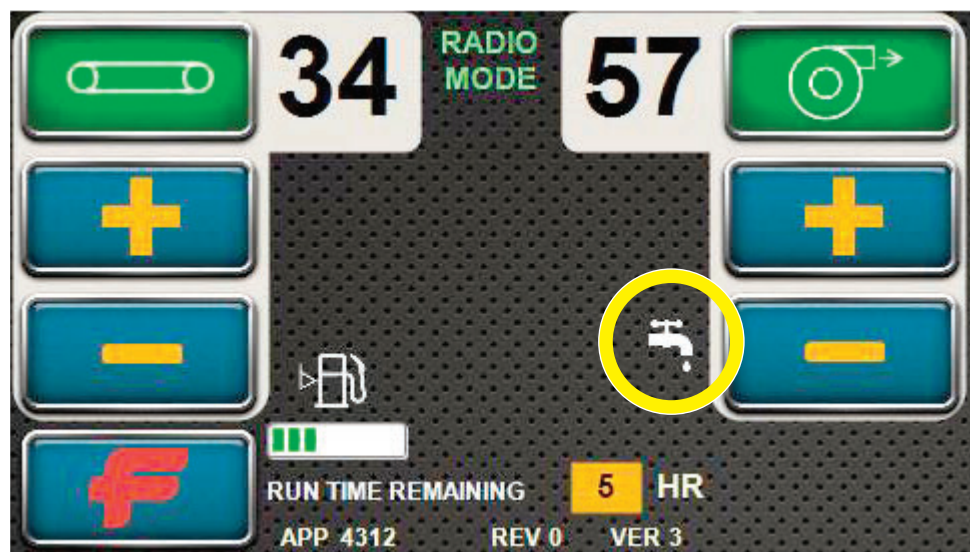 34
RADIO
MODE
57
RUN TIME REMAINING 5 HR
APP 4312 REV 0 VER 3